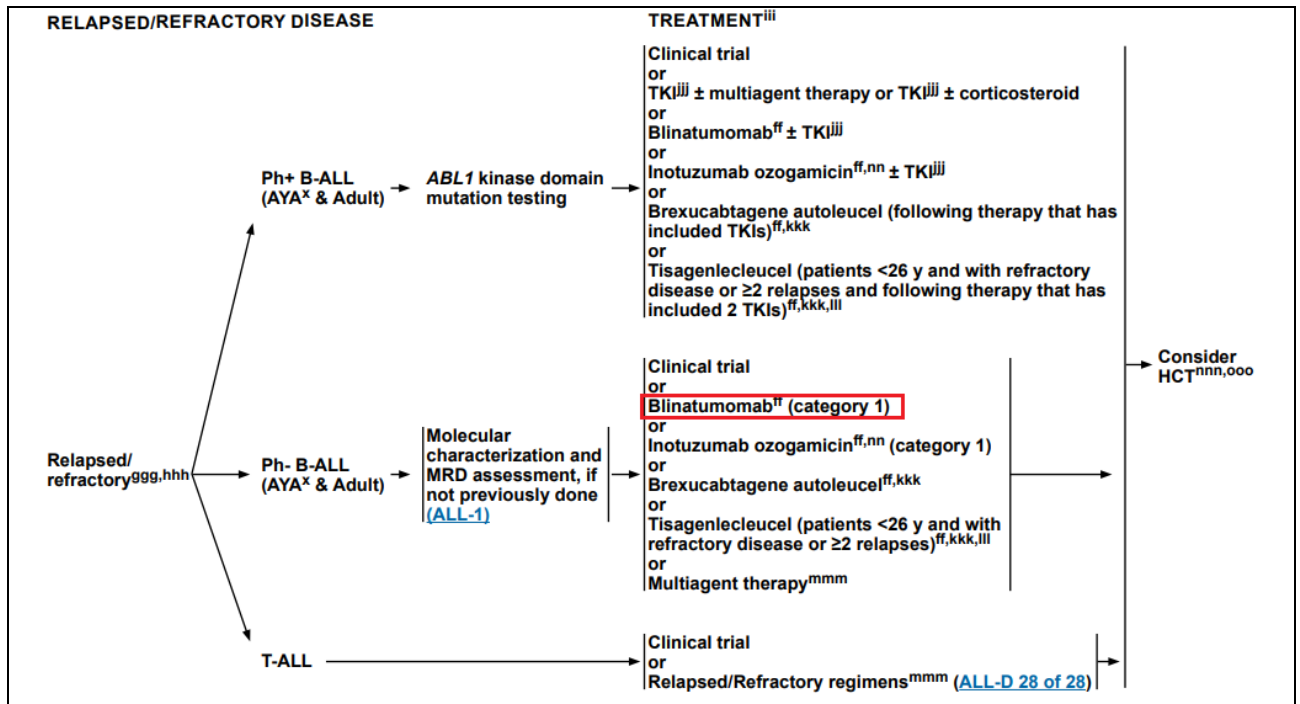 RELAPSED/REFRACTORY DISEASE
TREATMENTiii
Relapsed/
refractoryggg,hhh
Ph+ B-ALL
(AYAx & Adult)
ABL1 kinase domain
mutation testing
Clinical trial
or
TKIjjj ± multiagent therapy or TKIjjj ± corticosteroid
or
Blinatumomabff ± TKIjjj
or
Inotuzumab ozogamicinff,nn ± TKIjjj
or
Brexucabtagene autoleucel (following therapy that has
included TKIs)ff,kkk
or
Tisagenlecleucel (patients <26 y and with refractory
disease or ≥2 relapses and following therapy that has
included 2 TKIs)ff,kkk,lll
Ph- B-ALL
(AYAx & Adult)
Molecular
characterization and
MRD assessment, if
not previously done
(ALL-1)
Clinical trial
or
Blinatumomabff (category 1)
or
Inotuzumab ozogamicinff,nn (category 1)
or
Brexucabtagene autoleucelff,kkk
or
Tisagenlecleucel (patients <26 y and with
refractory disease or ≥2 relapses)ff,kkk,lll
or
Multiagent therapymmm
T-ALL
Clinical trial
or
Relapsed/Refractory regimensmmm (ALL-D 28 of 28)
Consider
HCTnnn,ooo